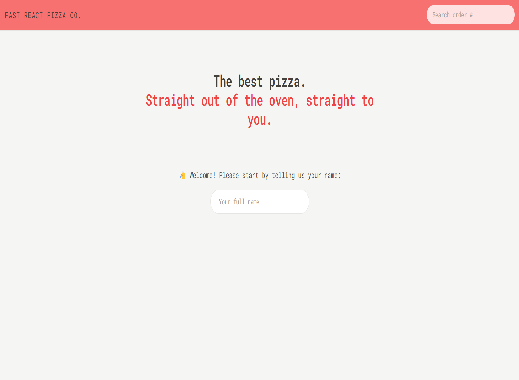 FAST REACT PIZZA CO.
Search order #
The best pizza.
Straight out of the oven, straight to
you.
👋 Welcome! Please start by telling us your name:
Your full name